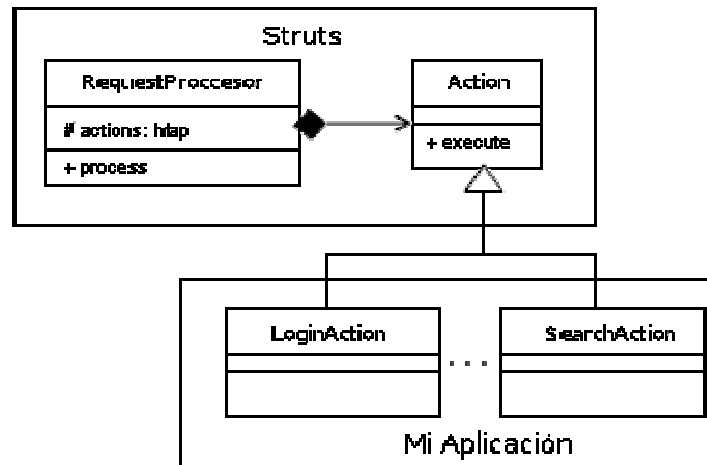 Struts
RequestProccesor
# actions: Map
+ process
Action
+ execute
LoginAction
. . .
SearchAction
Mi Aplicación